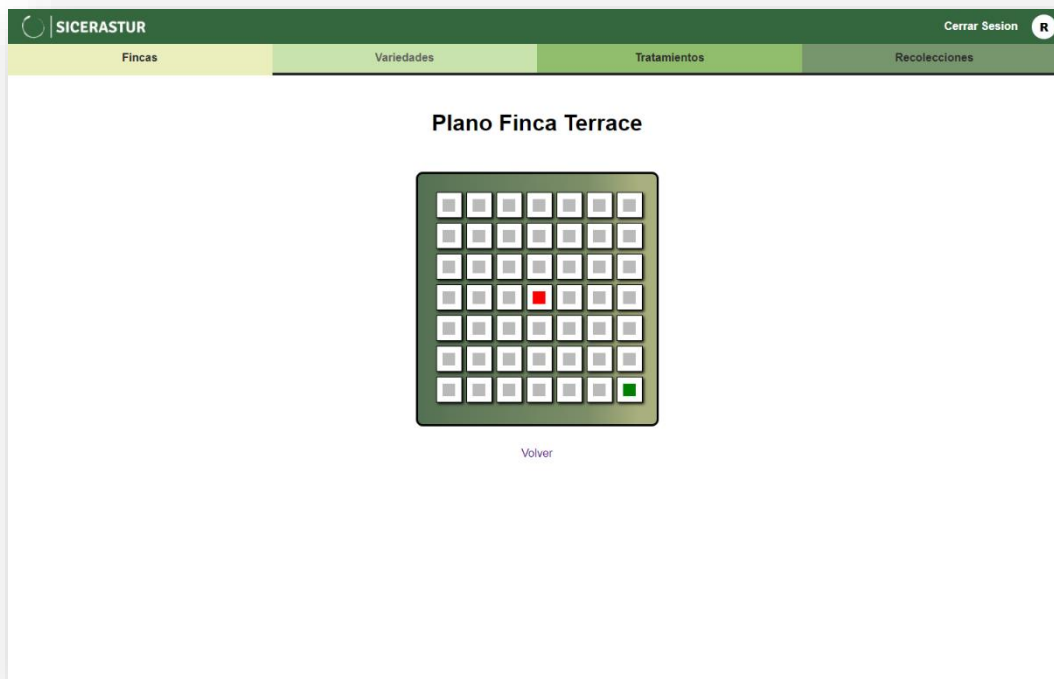 SICERASTUR
Cerrar Sesion
R
Fincas
Variedades
Tratamientos
Recolecciones
Plano Finca Terrace
Volver